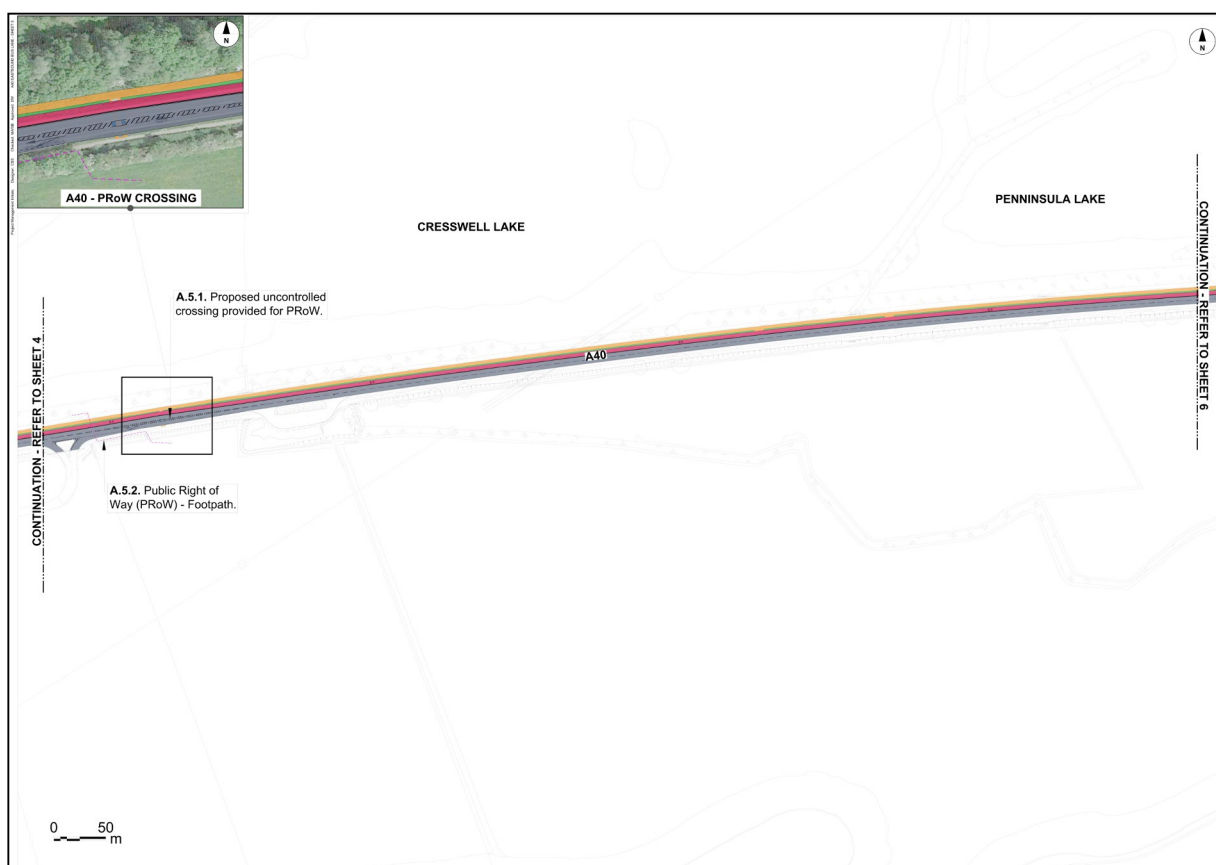 N
A40 - PRoW CROSSING
N
CRESSWELL LAKE
PENNINSULA LAKE
A.5.1. Proposed uncontrolled
crossing provided for PRoW.
A40
CONTINUATION - REFER TO SHEET 4
CONTINUATION - REFER TO SHEET 6
A.5.2. Public Right of
Way (PRoW) - Footpath.
0 50
m